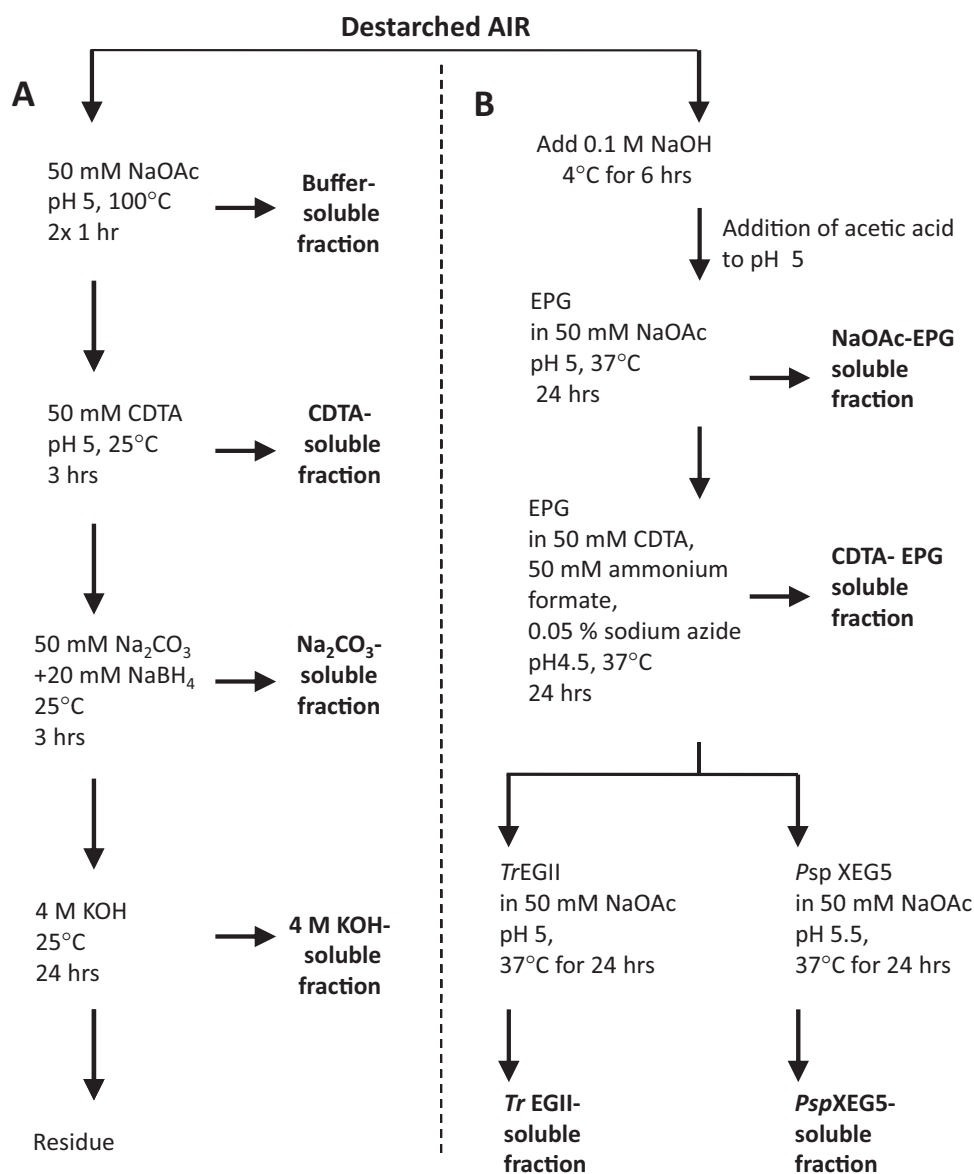 Destarched AIR
A
50 mM NaOAc
pH 5, 100°C
2x 1 hr
Buffer-
soluble
fraction
50 mM CDTA
pH 5, 25°C
3 hrs
CDTA-
soluble
fraction
50 mM Na₂CO₃
+20 mM NaBH₄
25°C
3 hrs
Na₂CO₃-
soluble
fraction
4 M KOH
25°C
24 hrs
4 M KOH-
soluble
fraction
Residue
B
Add 0.1 M NaOH
4°C for 6 hrs
Addition of acetic acid
to pH 5
EPG
in 50 mM NaOAc
pH 5, 37°C
24 hrs
NaOAc-EPG
soluble
fraction
EPG
in 50 mM CDTA,
50 mM ammonium
formate,
0.05 % sodium azide
pH4.5, 37°C
24 hrs
CDTA- EPG
soluble
fraction
TrEGII
in 50 mM NaOAc
pH 5,
37°C for 24 hrs
Tr EGII-
soluble
fraction
Psp XEG5
in 50 mM NaOAc
pH 5.5,
37°C for 24 hrs
PspXEG5-
soluble
fraction